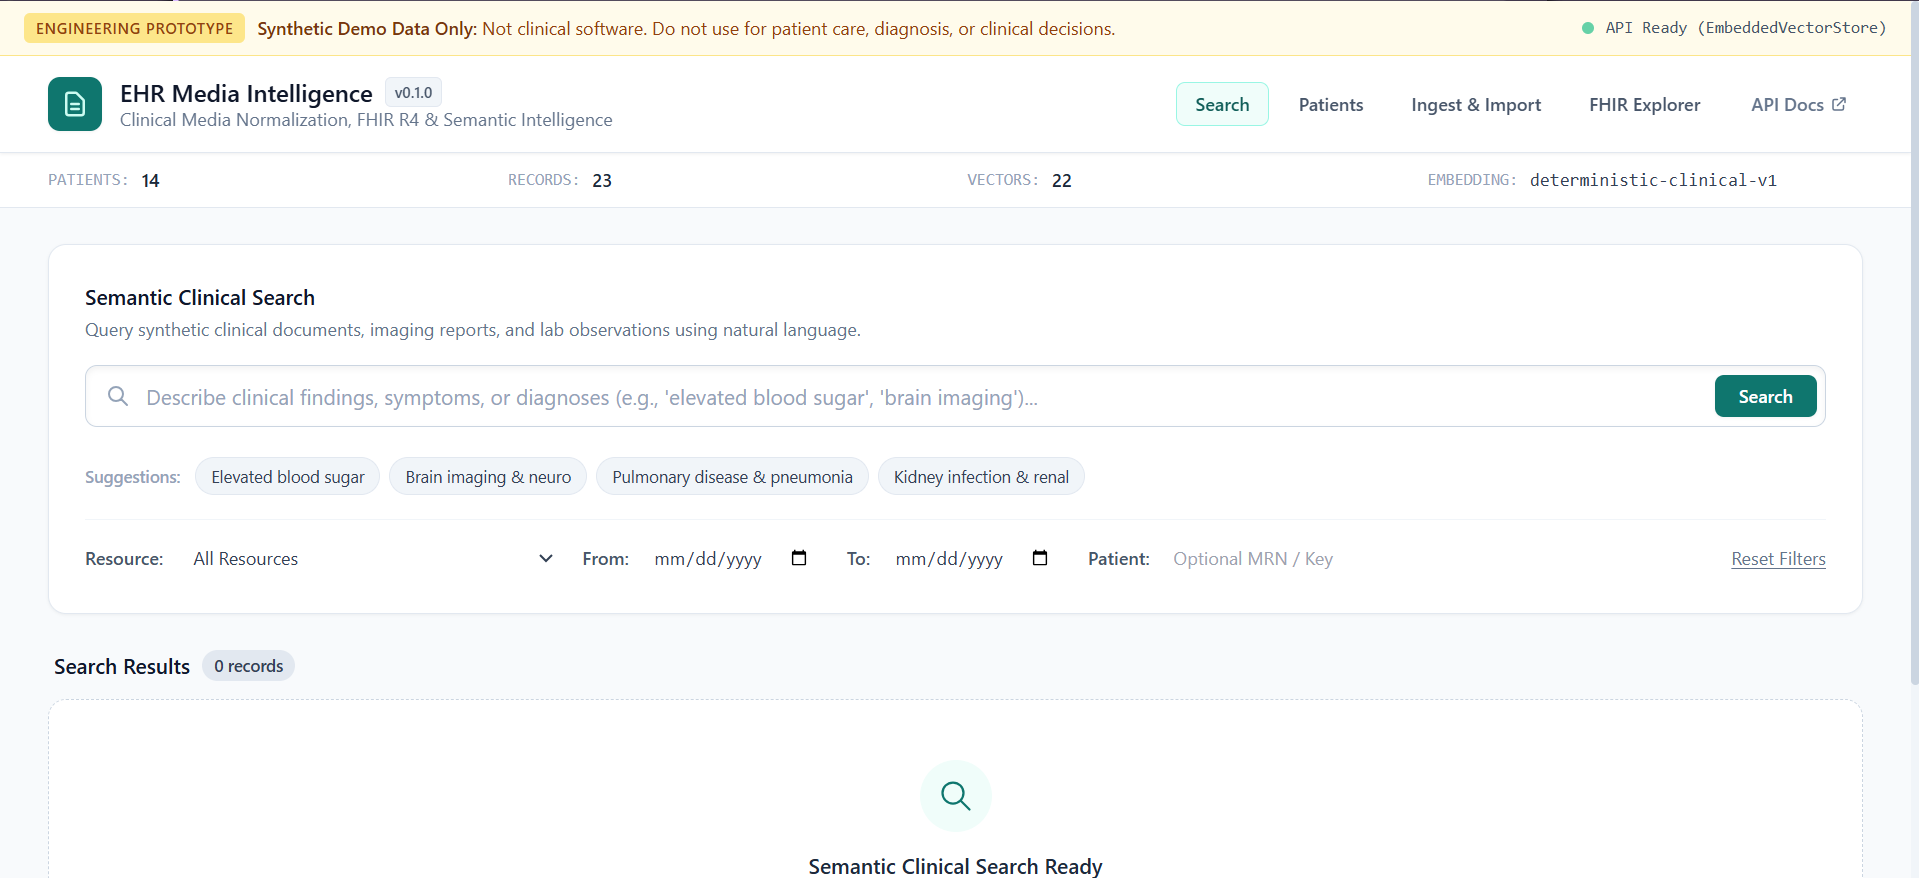 ENGINEERING PROTOTYPE Synthetic Demo Data Only: Not clinical software. Do not use for patient care, diagnosis, or clinical decisions. API Ready (EmbeddedVectorStore)
EHR Media Intelligence v0.1.0
Clinical Media Normalization, FHIR R4 & Semantic Intelligence
Search Patients Ingest & Import FHIR Explorer API Docs
PATIENTS: 14 RECORDS: 23 VECTORS: 22 EMBEDDING: deterministic-clinical-v1
Semantic Clinical Search
Query synthetic clinical documents, imaging reports, and lab observations using natural language.
Describe clinical findings, symptoms, or diagnoses (e.g., 'elevated blood sugar', 'brain imaging')... Search
Suggestions: Elevated blood sugar Brain imaging & neuro Pulmonary disease & pneumonia Kidney infection & renal
Resource: All Resources From: mm/dd/yyyy To: mm/dd/yyyy Patient: Optional MRN / Key Reset Filters
Search Results 0 records
Semantic Clinical Search Ready